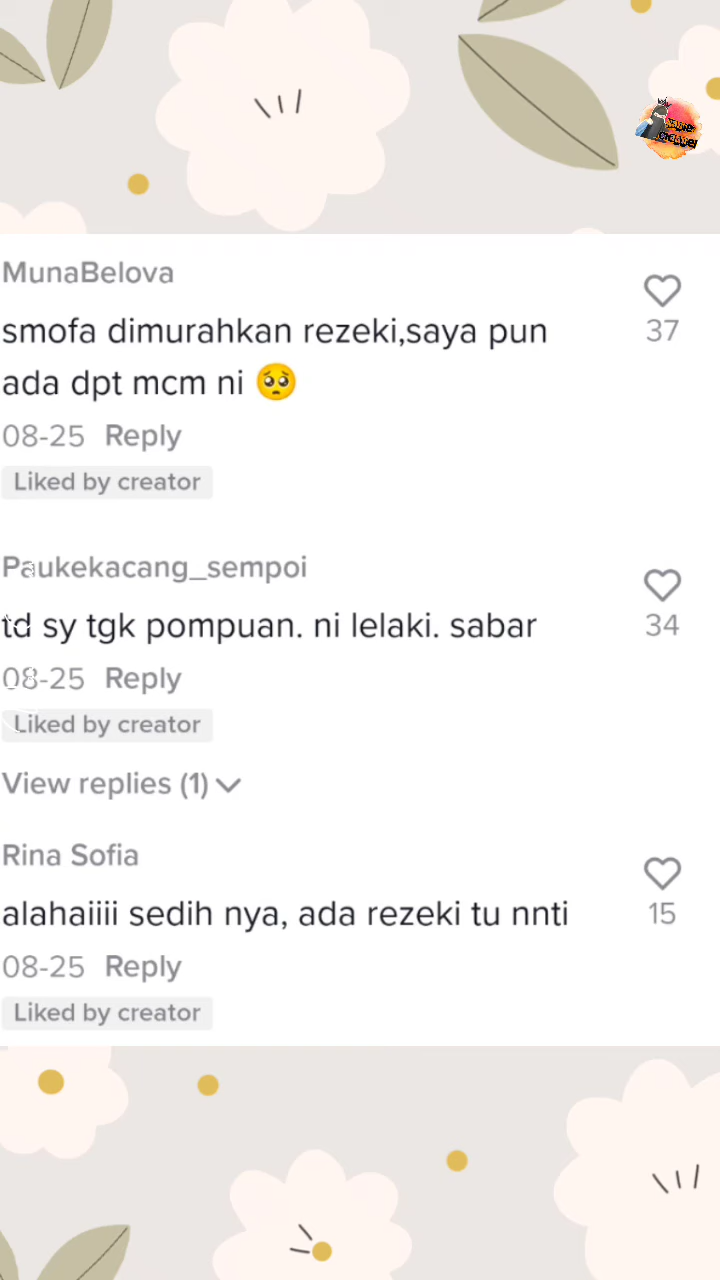 MunaBelova
smofa dimurahkan rezeki,saya pun
37
ada dpt mcm ni 🥺
08-25 Reply
Liked by creator
Paukekacang_sempoi
td sy tgk pompuan. ni lelaki. sabar
34
08-25 Reply
Liked by creator
View replies (1)
Rina Sofia
alahaiiii sedih nya, ada rezeki tu nnti
15
08-25 Reply
Liked by creator